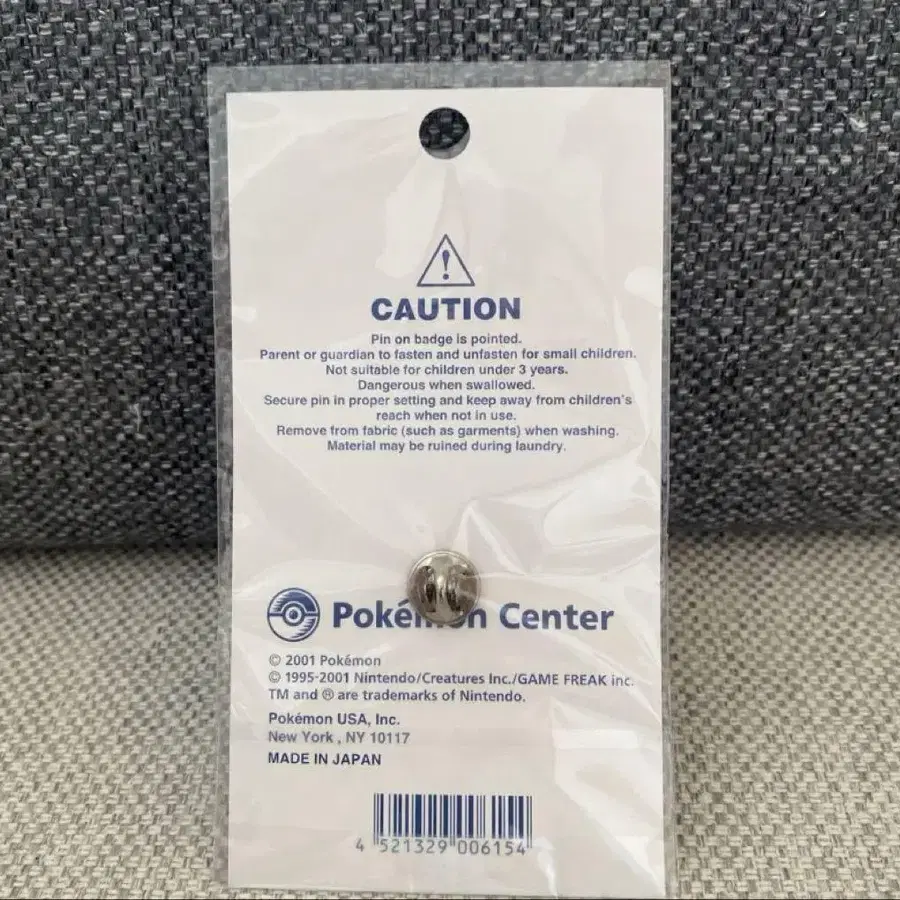 CAUTION
Pin on badge is pointed.
Parent or guardian to fasten and unfasten for small children.
Not suitable for children under 3 years.
Dangerous when swallowed.
Secure pin in proper setting and keep away from children's
reach when not in use.
Remove from fabric (such as garments) when washing.
Material may be ruined during laundry.
Pokémon Center
© 2001 Pokémon
© 1995-2001 Nintendo/Creatures Inc./GAME FREAK inc.
TM and ® are trademarks of Nintendo.
Pokémon USA, Inc.
New York , NY 10117
MADE IN JAPAN
4 521329 006154